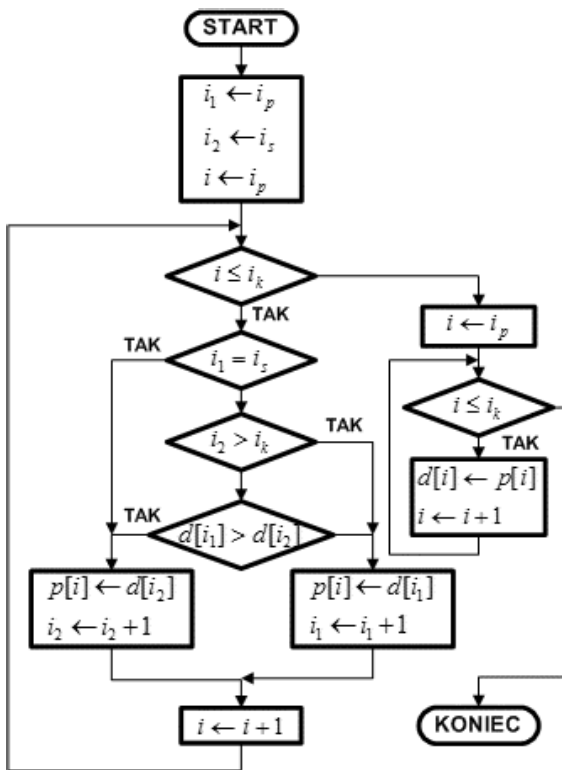 START
i₁ ← iₚ
i₂ ← iₛ
i ← iₚ
i ≤ iₖ
TAK
i ← iₚ
TAK
i₁ = iₛ
i ≤ iₖ
TAK
i₂ > iₖ
TAK
d[i] ← p[i]
i ← i + 1
TAK
d[i₁] > d[i₂]
p[i] ← d[i₂]
i₂ ← i₂ + 1
p[i] ← d[i₁]
i₁ ← i₁ + 1
i ← i + 1
KONIEC